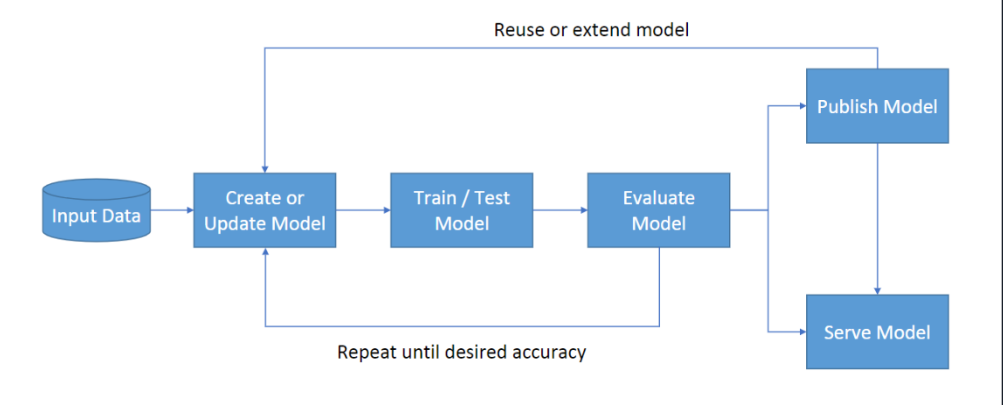 Reuse or extend model
Publish Model
Input Data
Create or
Update Model
Train / Test
Model
Evaluate
Model
Serve Model
Repeat until desired accuracy